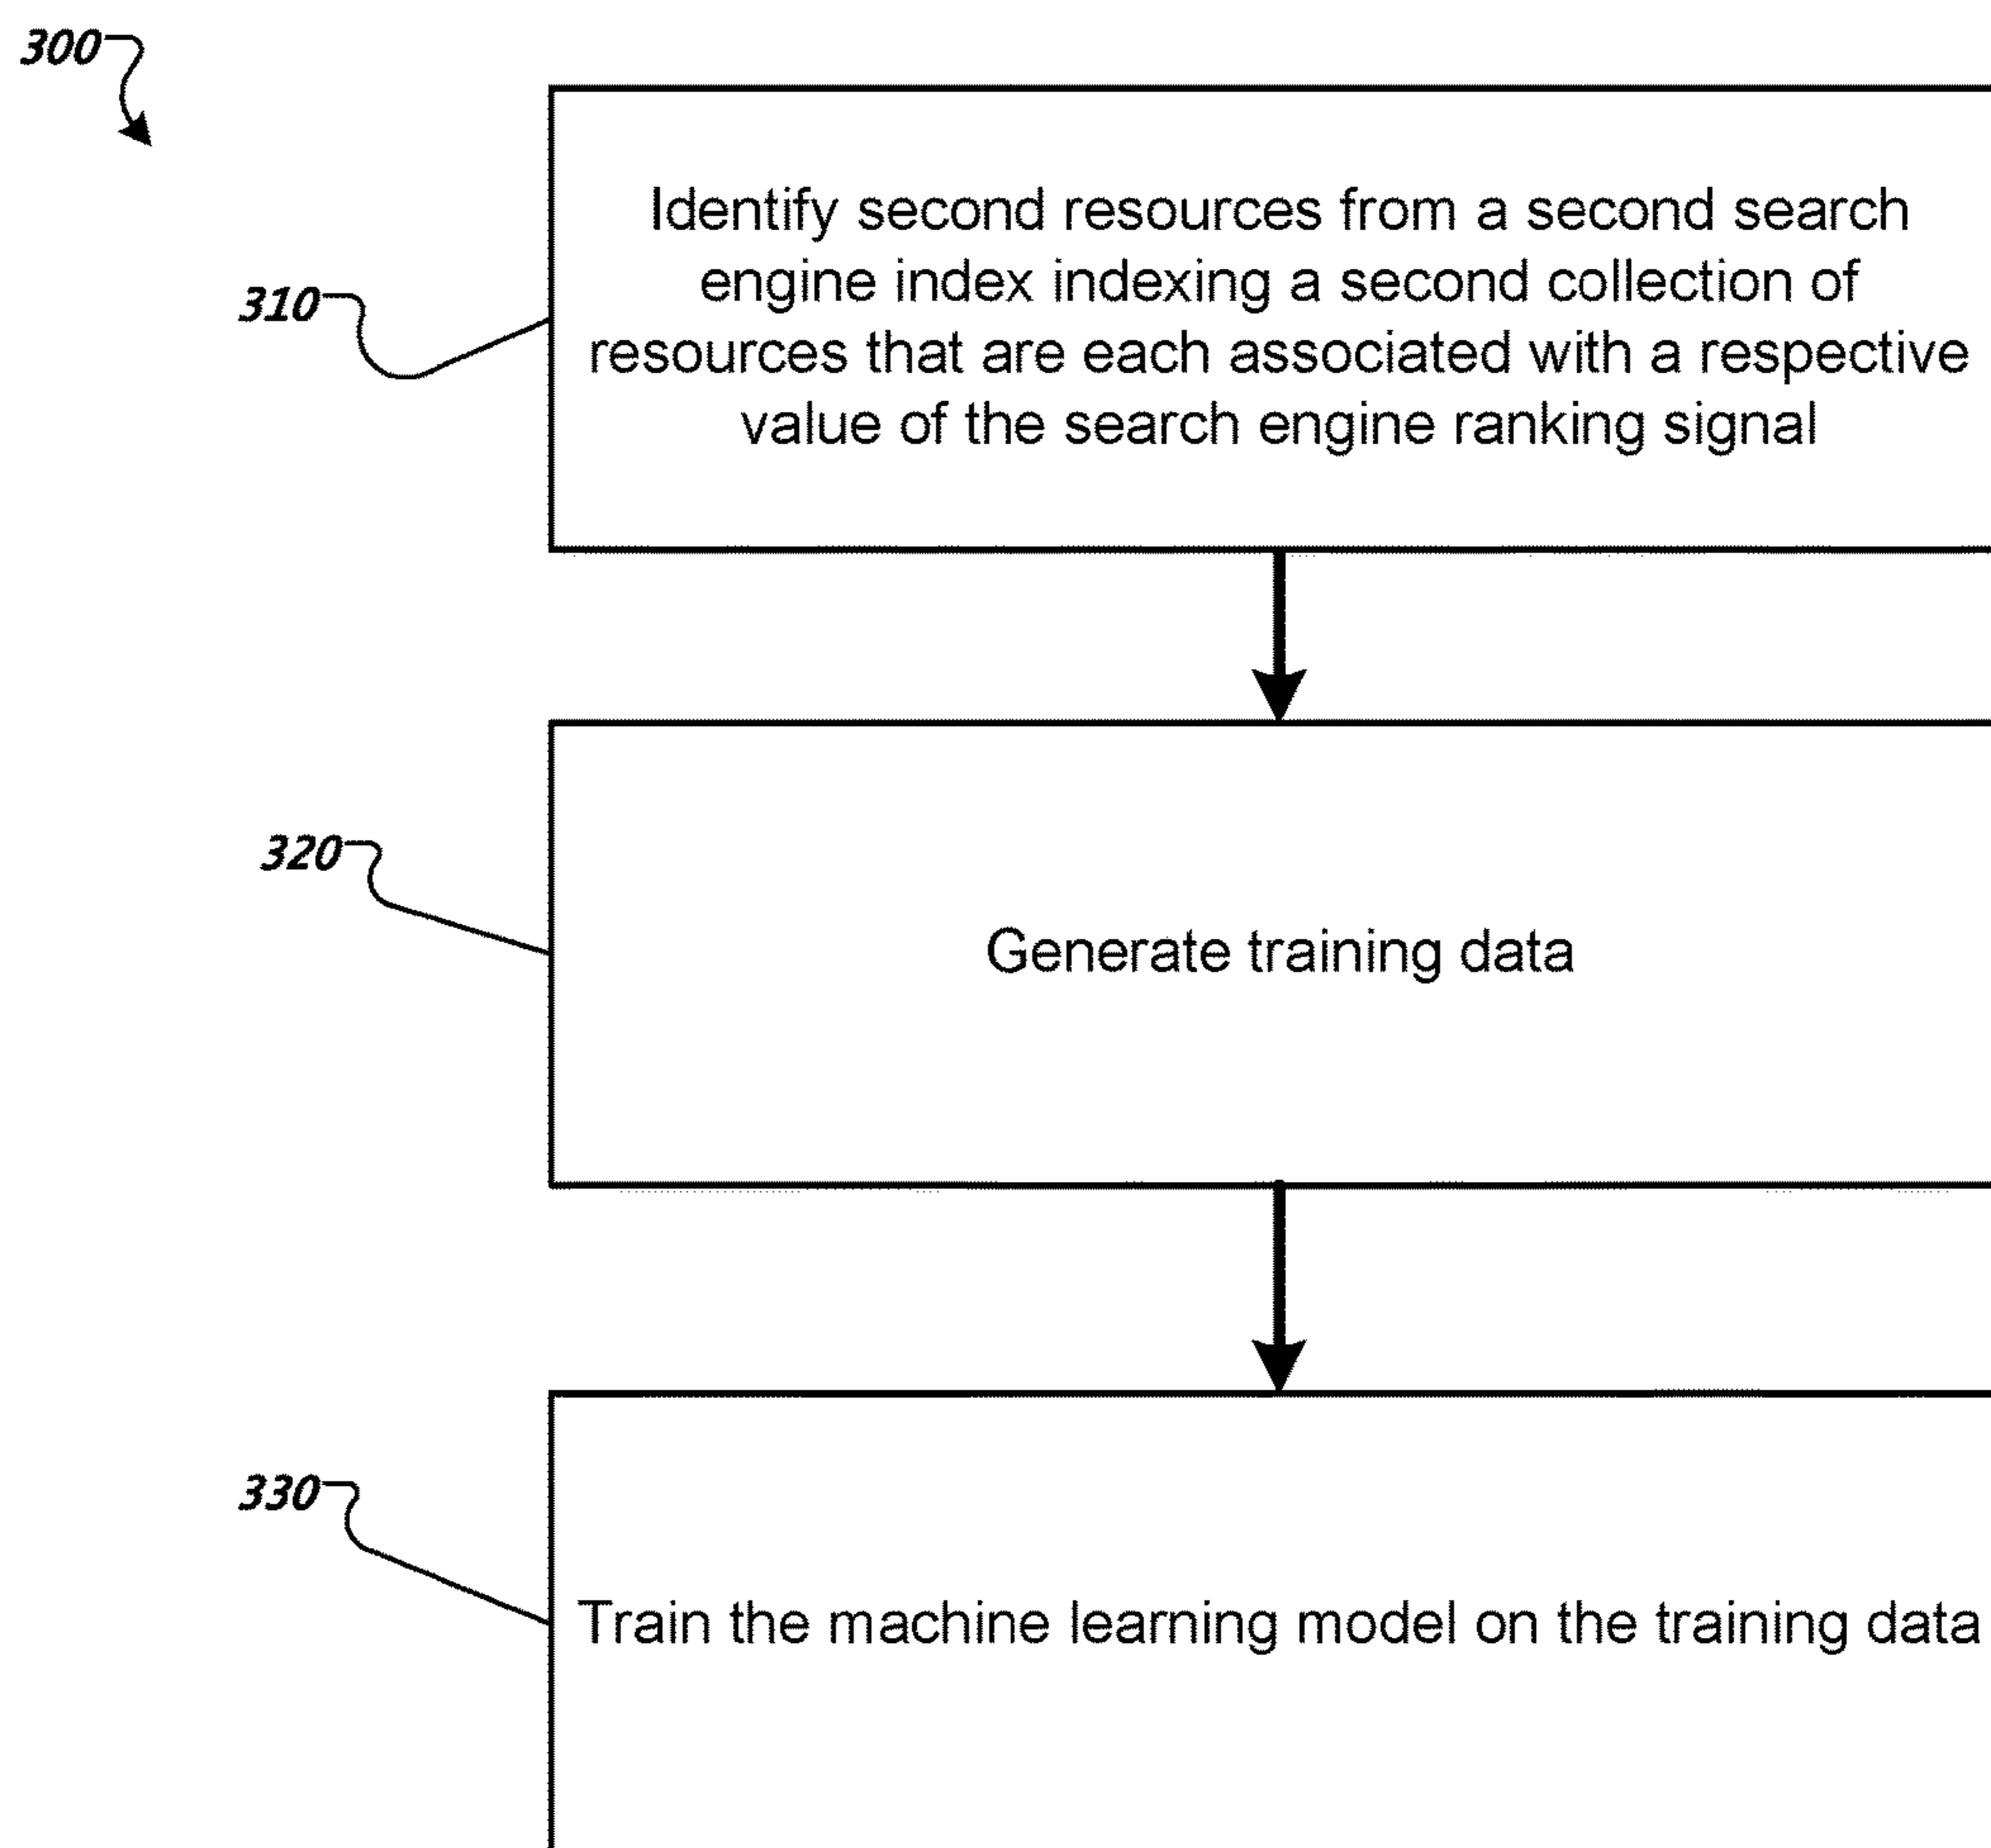 300
310
Identify second resources from a second search
engine index indexing a second collection of
resources that are each associated with a respective
value of the search engine ranking signal
320
Generate training data
330
Train the machine learning model on the training data